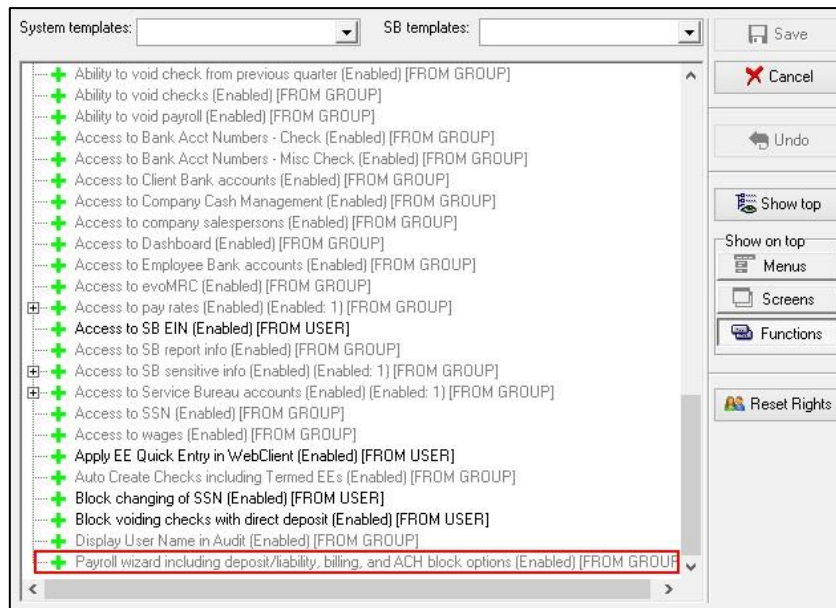 System templates:
SB templates:
Save
Cancel
Undo
Show top
Show on top
Menus
Screens
Functions
Reset Rights
Ability to void check from previous quarter (Enabled) [FROM GROUP]
Ability to void checks (Enabled) [FROM GROUP]
Ability to void payroll (Enabled) [FROM GROUP]
Access to Bank Acct Numbers - Check (Enabled) [FROM GROUP]
Access to Bank Acct Numbers - Misc Check (Enabled) [FROM GROUP]
Access to Client Bank accounts (Enabled) [FROM GROUP]
Access to Company Cash Management (Enabled) [FROM GROUP]
Access to company salespersons (Enabled) [FROM GROUP]
Access to Dashboard (Enabled) [FROM GROUP]
Access to Employee Bank accounts (Enabled) [FROM GROUP]
Access to evoMRC (Enabled) [FROM GROUP]
Access to pay rates (Enabled) (Enabled: 1) [FROM GROUP]
Access to SB EIN (Enabled) [FROM USER]
Access to SB report info (Enabled) [FROM GROUP]
Access to SB sensitive info (Enabled) (Enabled: 1) [FROM GROUP]
Access to Service Bureau accounts (Enabled) (Enabled: 1) [FROM GROUP]
Access to SSN (Enabled) [FROM GROUP]
Access to wages (Enabled) [FROM GROUP]
Apply EE Quick Entry in WebClient (Enabled) [FROM USER]
Auto Create Checks including Termed EEs (Enabled) [FROM GROUP]
Block changing of SSN (Enabled) [FROM USER]
Block voiding checks with direct deposit (Enabled) [FROM USER]
Display User Name in Audit (Enabled) [FROM GROUP]
Payroll wizard including deposit/liability, billing, and ACH block options (Enabled) [FROM GROUP